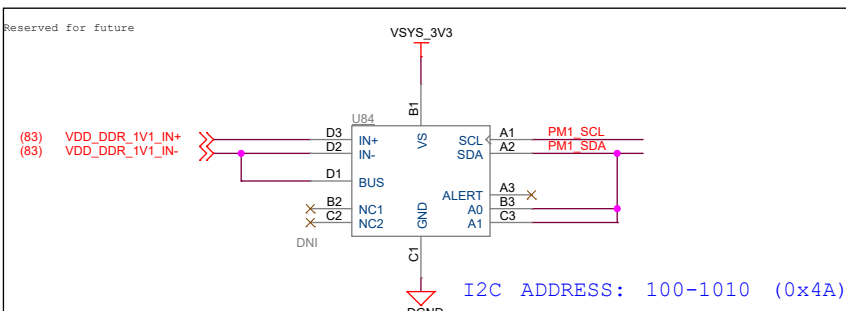 Reserved for future
VSYS_3V3
B1
U84
(83) VDD_DDR_1V1_IN+ D3 IN+ VS SCL A1 PM1_SCL
(83) VDD_DDR_1V1_IN- D2 IN- SDA A2 PM1_SDA
D1 BUS
ALERT A3
B2 NC1 A0 B3
C2 NC2 GND A1 C3
DNI
C1
I2C ADDRESS: 100-1010 (0x4A)
DGND